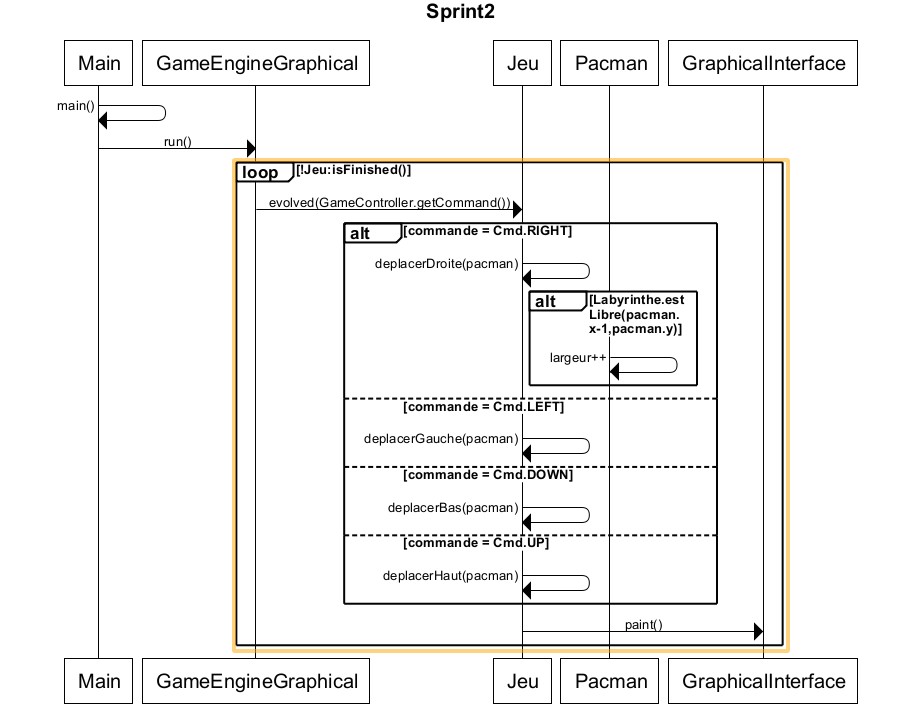 Sprint2
Main
GameEngineGraphical
Jeu
Pacman
GraphicalInterface
main()
run()
loop
[!Jeu:isFinished()]
evolved(GameController.getCommand())
alt
[commande = Cmd.RIGHT]
deplacerDroite(pacman)
alt
[Labyrinthe.est
Libre(pacman.
x-1,pacman.y)]
largeur++
[commande = Cmd.LEFT]
deplacerGauche(pacman)
[commande = Cmd.DOWN]
deplacerBas(pacman)
[commande = Cmd.UP]
deplacerHaut(pacman)
paint()
Main
GameEngineGraphical
Jeu
Pacman
GraphicalInterface